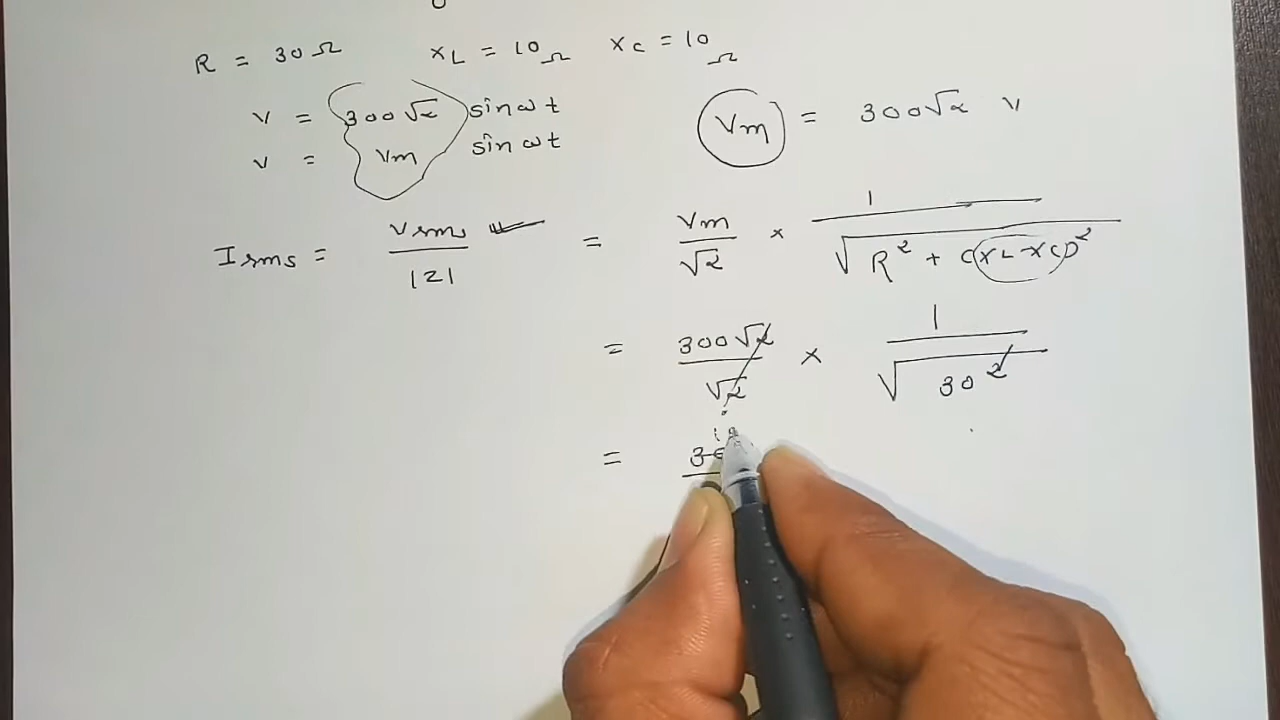 R = 30 Ω XL = 10 Ω XC = 10 Ω
V = 300√2 sin ωt Vm = 300√2 V
V = Vm sin ωt
Irms = Vrms / |Z| = Vm / √2 × 1 / √R² + (XL - XC)²
= 300√2 / √2 × 1 / √30²
= 10